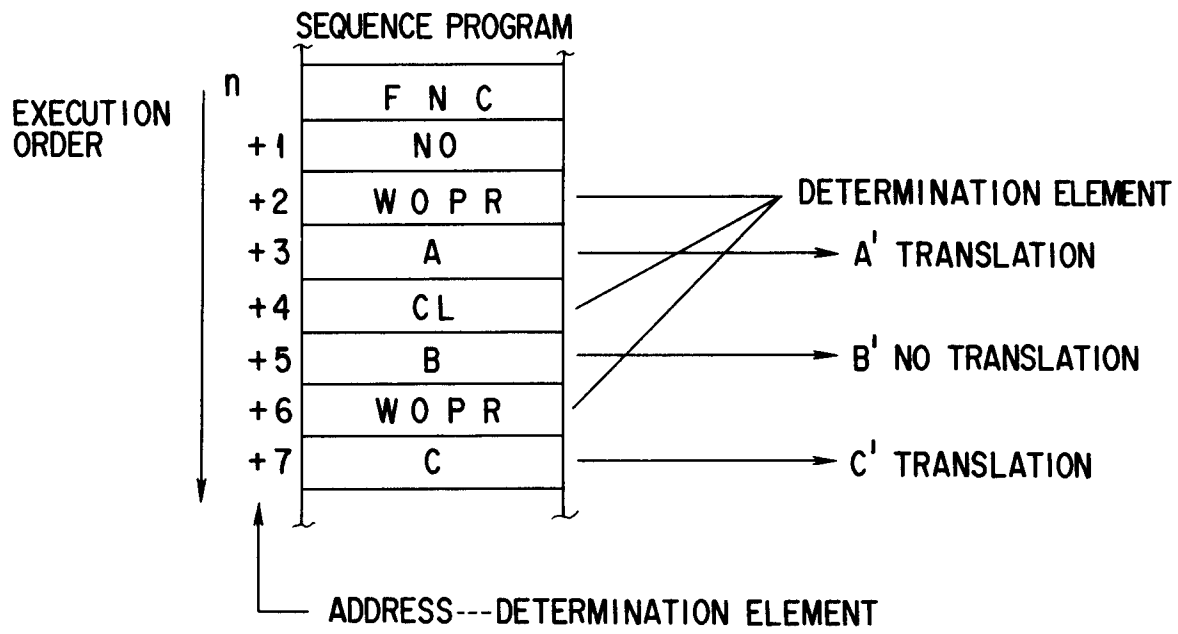 SEQUENCE PROGRAM
n
EXECUTION
ORDER
F N C
+1 NO
+2 W O P R DETERMINATION ELEMENT
+3 A A' TRANSLATION
+4 CL
+5 B B' NO TRANSLATION
+6 W O P R
+7 C C' TRANSLATION
ADDRESS---DETERMINATION ELEMENT